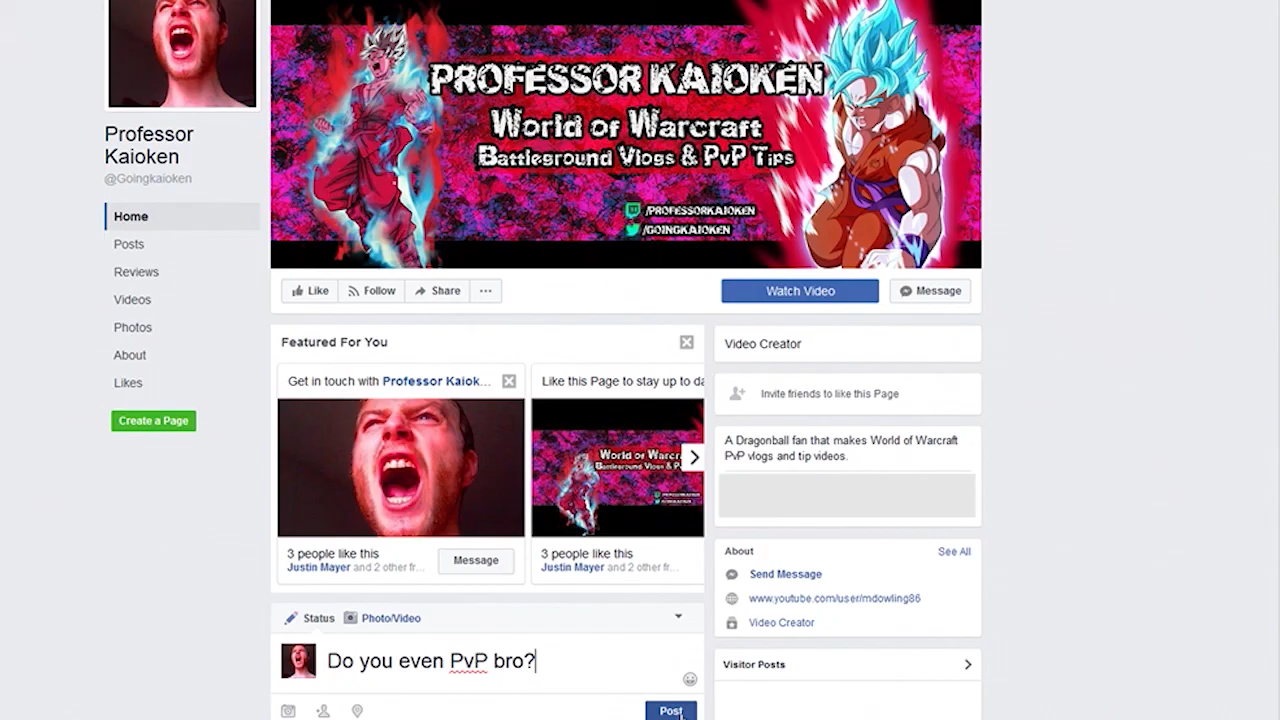 PROFESSOR KAIOKEN
World of Warcraft
Battleground Vlogs & PvP Tips
/PROFESSORKAIOKEN
/GOINGKAIOKEN
Professor
Kaioken
@Goingkaioken
Home
Posts
Reviews
Videos
Photos
About
Likes
Create a Page
Like
Follow
Share
Watch Video
Message
Featured For You
Get in touch with Professor Kaiok...
Like this Page to stay up to da
World of Warcr
Battleground Vlogs & P
3 people like this
Justin Mayer and 2 other fr...
Message
3 people like this
Justin Mayer and 2 other fr...
Status
Photo/Video
Do you even PvP bro?
Post
Video Creator
Invite friends to like this Page
A Dragonball fan that makes World of Warcraft
PvP vlogs and tip videos.
About
See All
Send Message
www.youtube.com/user/mdowling86
Video Creator
Visitor Posts